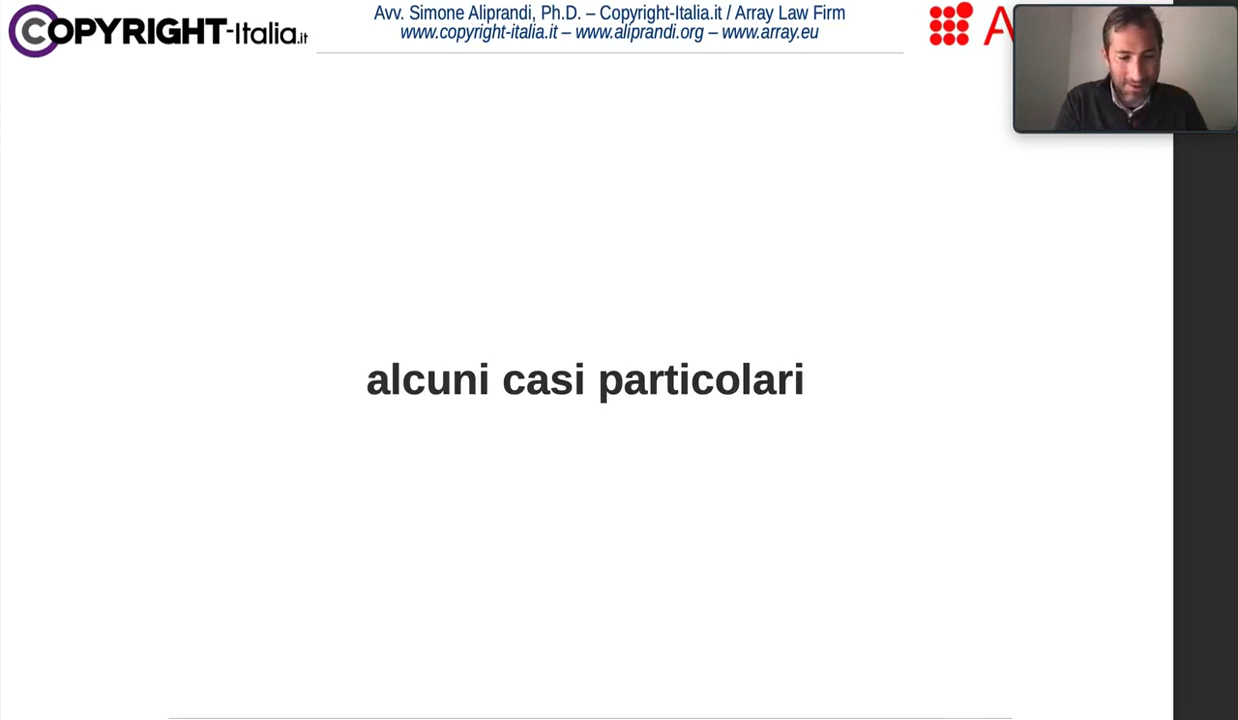 COPYRIGHT-Italia.it
Avv. Simone Aliprandi, Ph.D. – Copyright-Italia.it / Array Law Firm
www.copyright-italia.it – www.aliprandi.org – www.array.eu
A
alcuni casi particolari